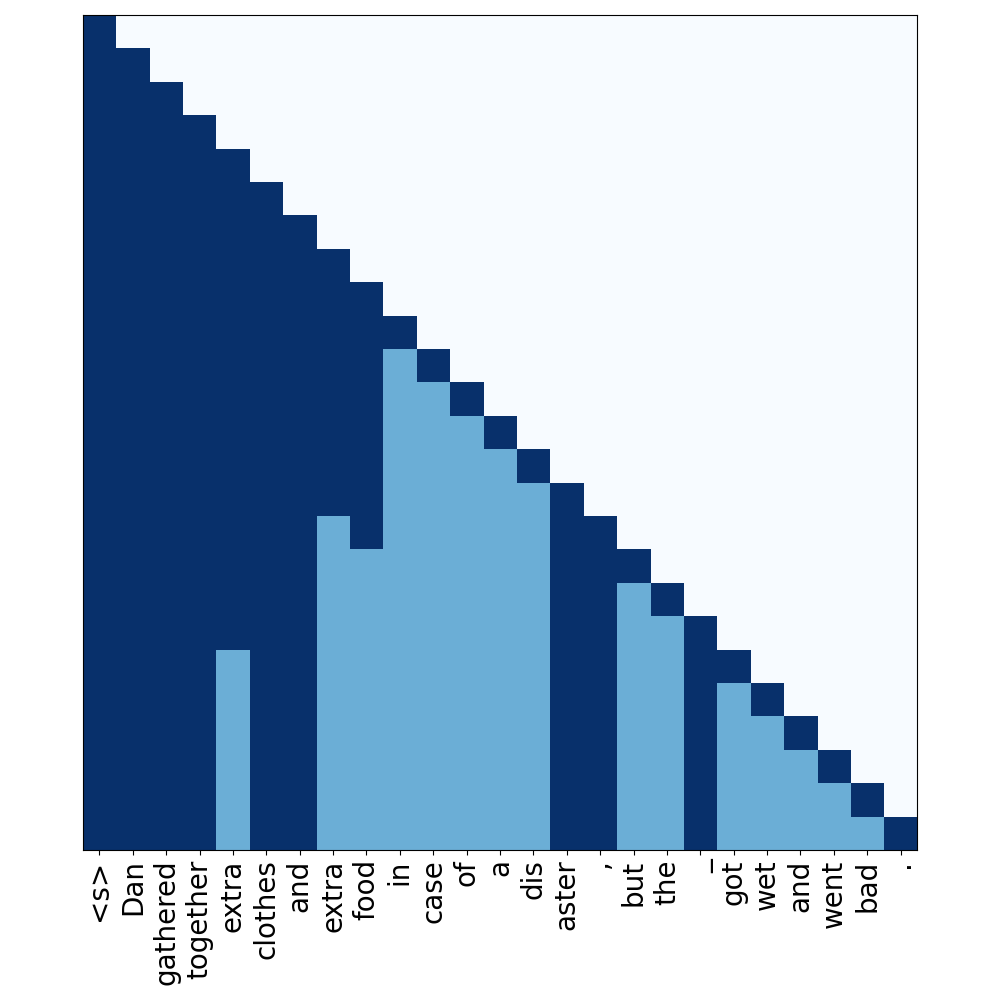 <s> Dan gathered together extra clothes and extra food in case of a dis aster , but the _ got wet and went bad .